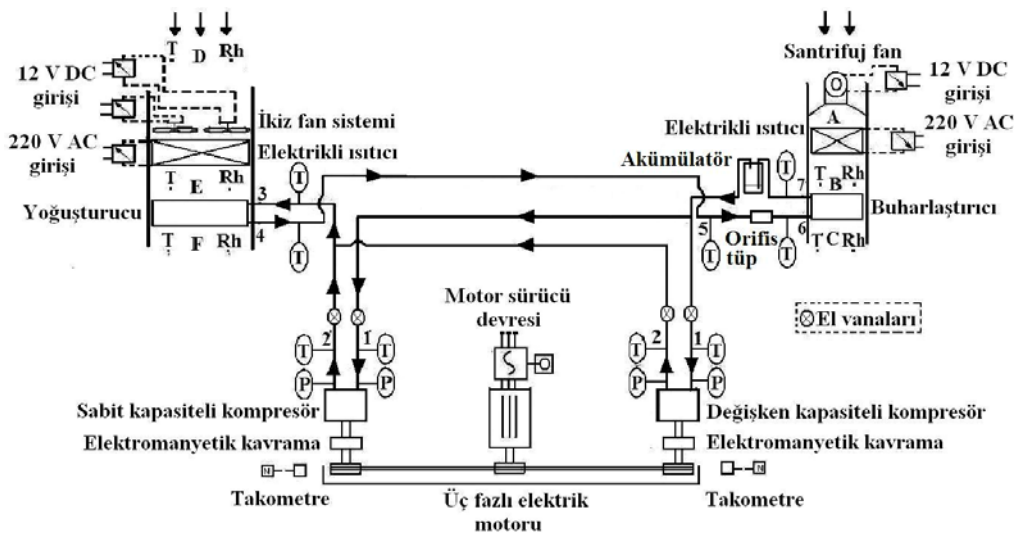 T D Rh
Santrifuj fan
12 V DC
girişi
12 V DC
girişi
İkiz fan sistemi
A
220 V AC
girişi
Elektrikli ısıtıcı
Elektrikli ısıtıcı
220 V AC
girişi
Akümülatör
T E Rh
T B Rh
3
T
T
7
Yoğuşturucu
Buharlaştırıcı
4
5
6
T F Rh
T
T
Orifis
tüp
T
T C Rh
Motor sürücü
devresi
El vanaları
2
1
2
1
T
T
T
T
P
P
P
P
Sabit kapasiteli kompresör
Değişken kapasiteli kompresör
Elektromanyetik kavrama
Elektromanyetik kavrama
N
N
Takometre
Üç fazlı elektrik
motoru
Takometre